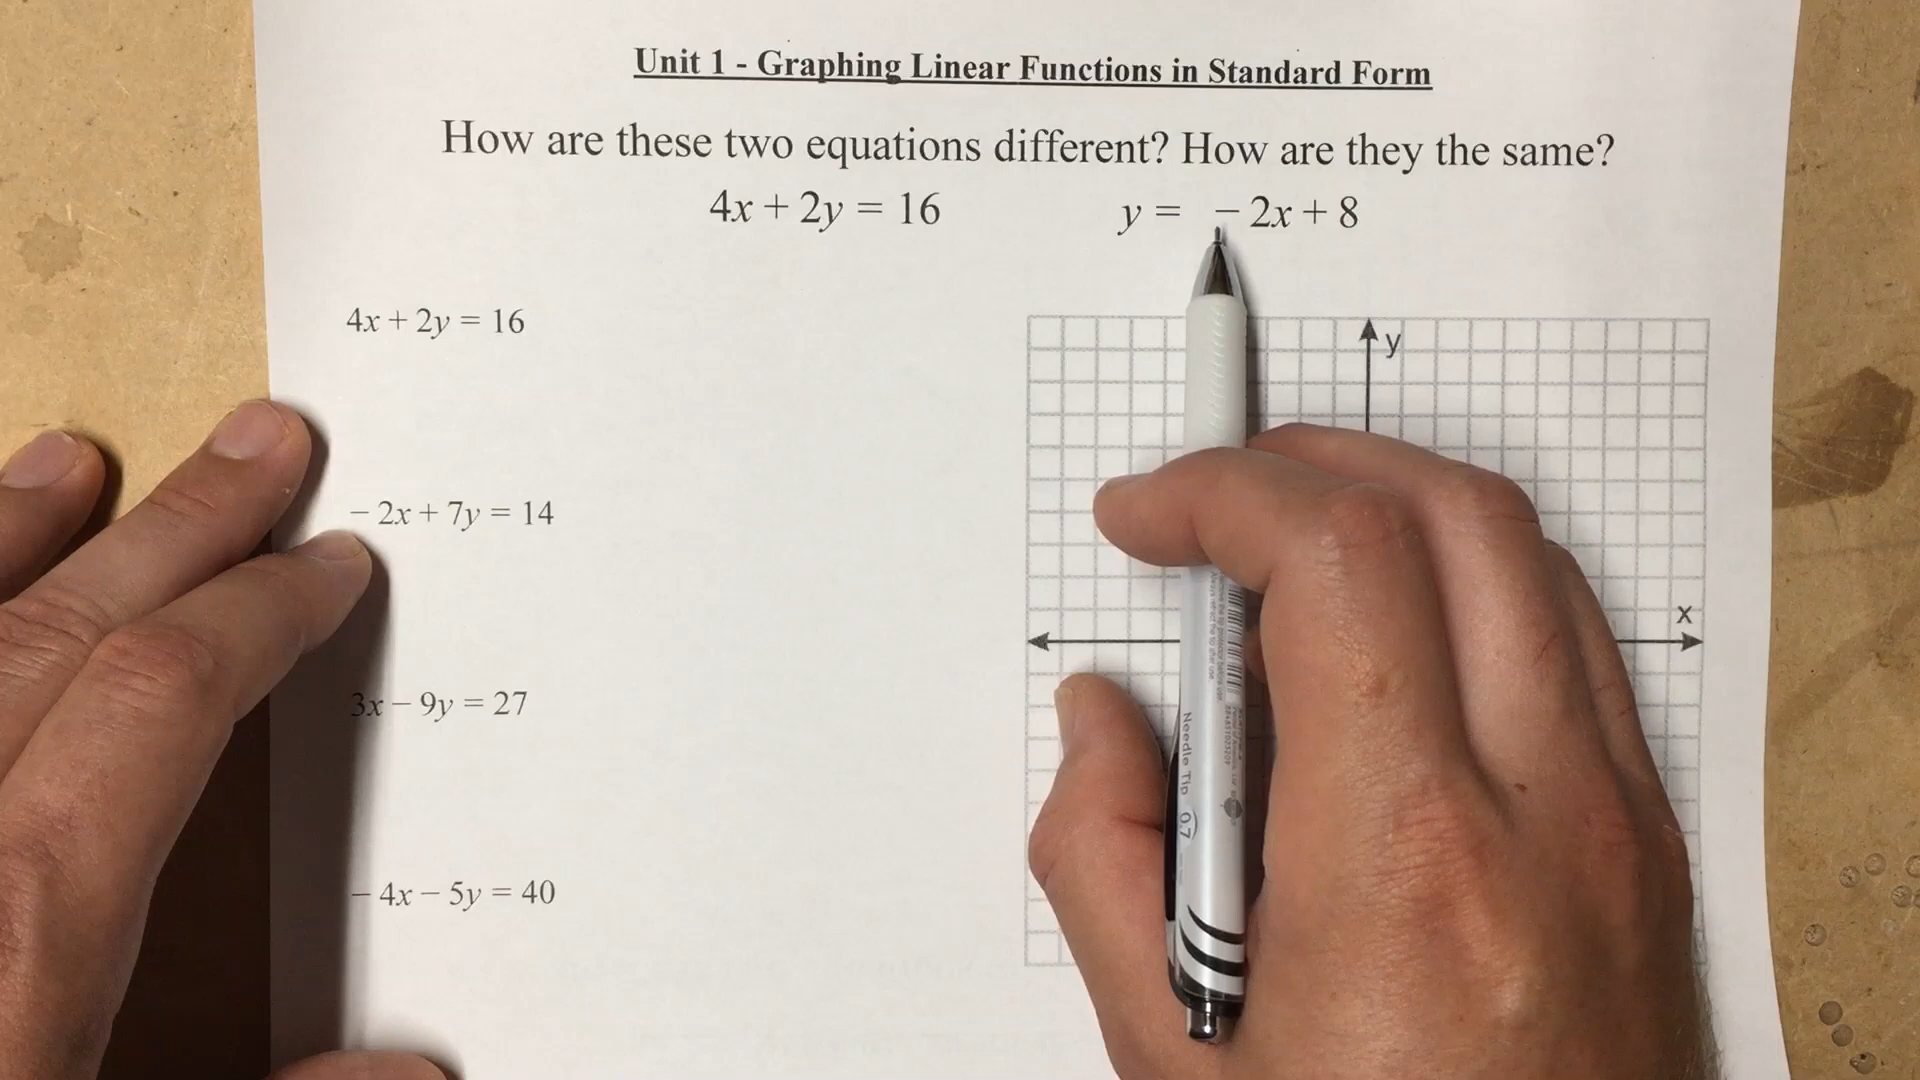 Unit 1 - Graphing Linear Functions in Standard Form
How are these two equations different? How are they the same?
4x + 2y = 16
y = - 2x + 8
4x + 2y = 16
y
- 2x + 7y = 14
x
3x - 9y = 27
- 4x - 5y = 40
Needle Tip 0.7